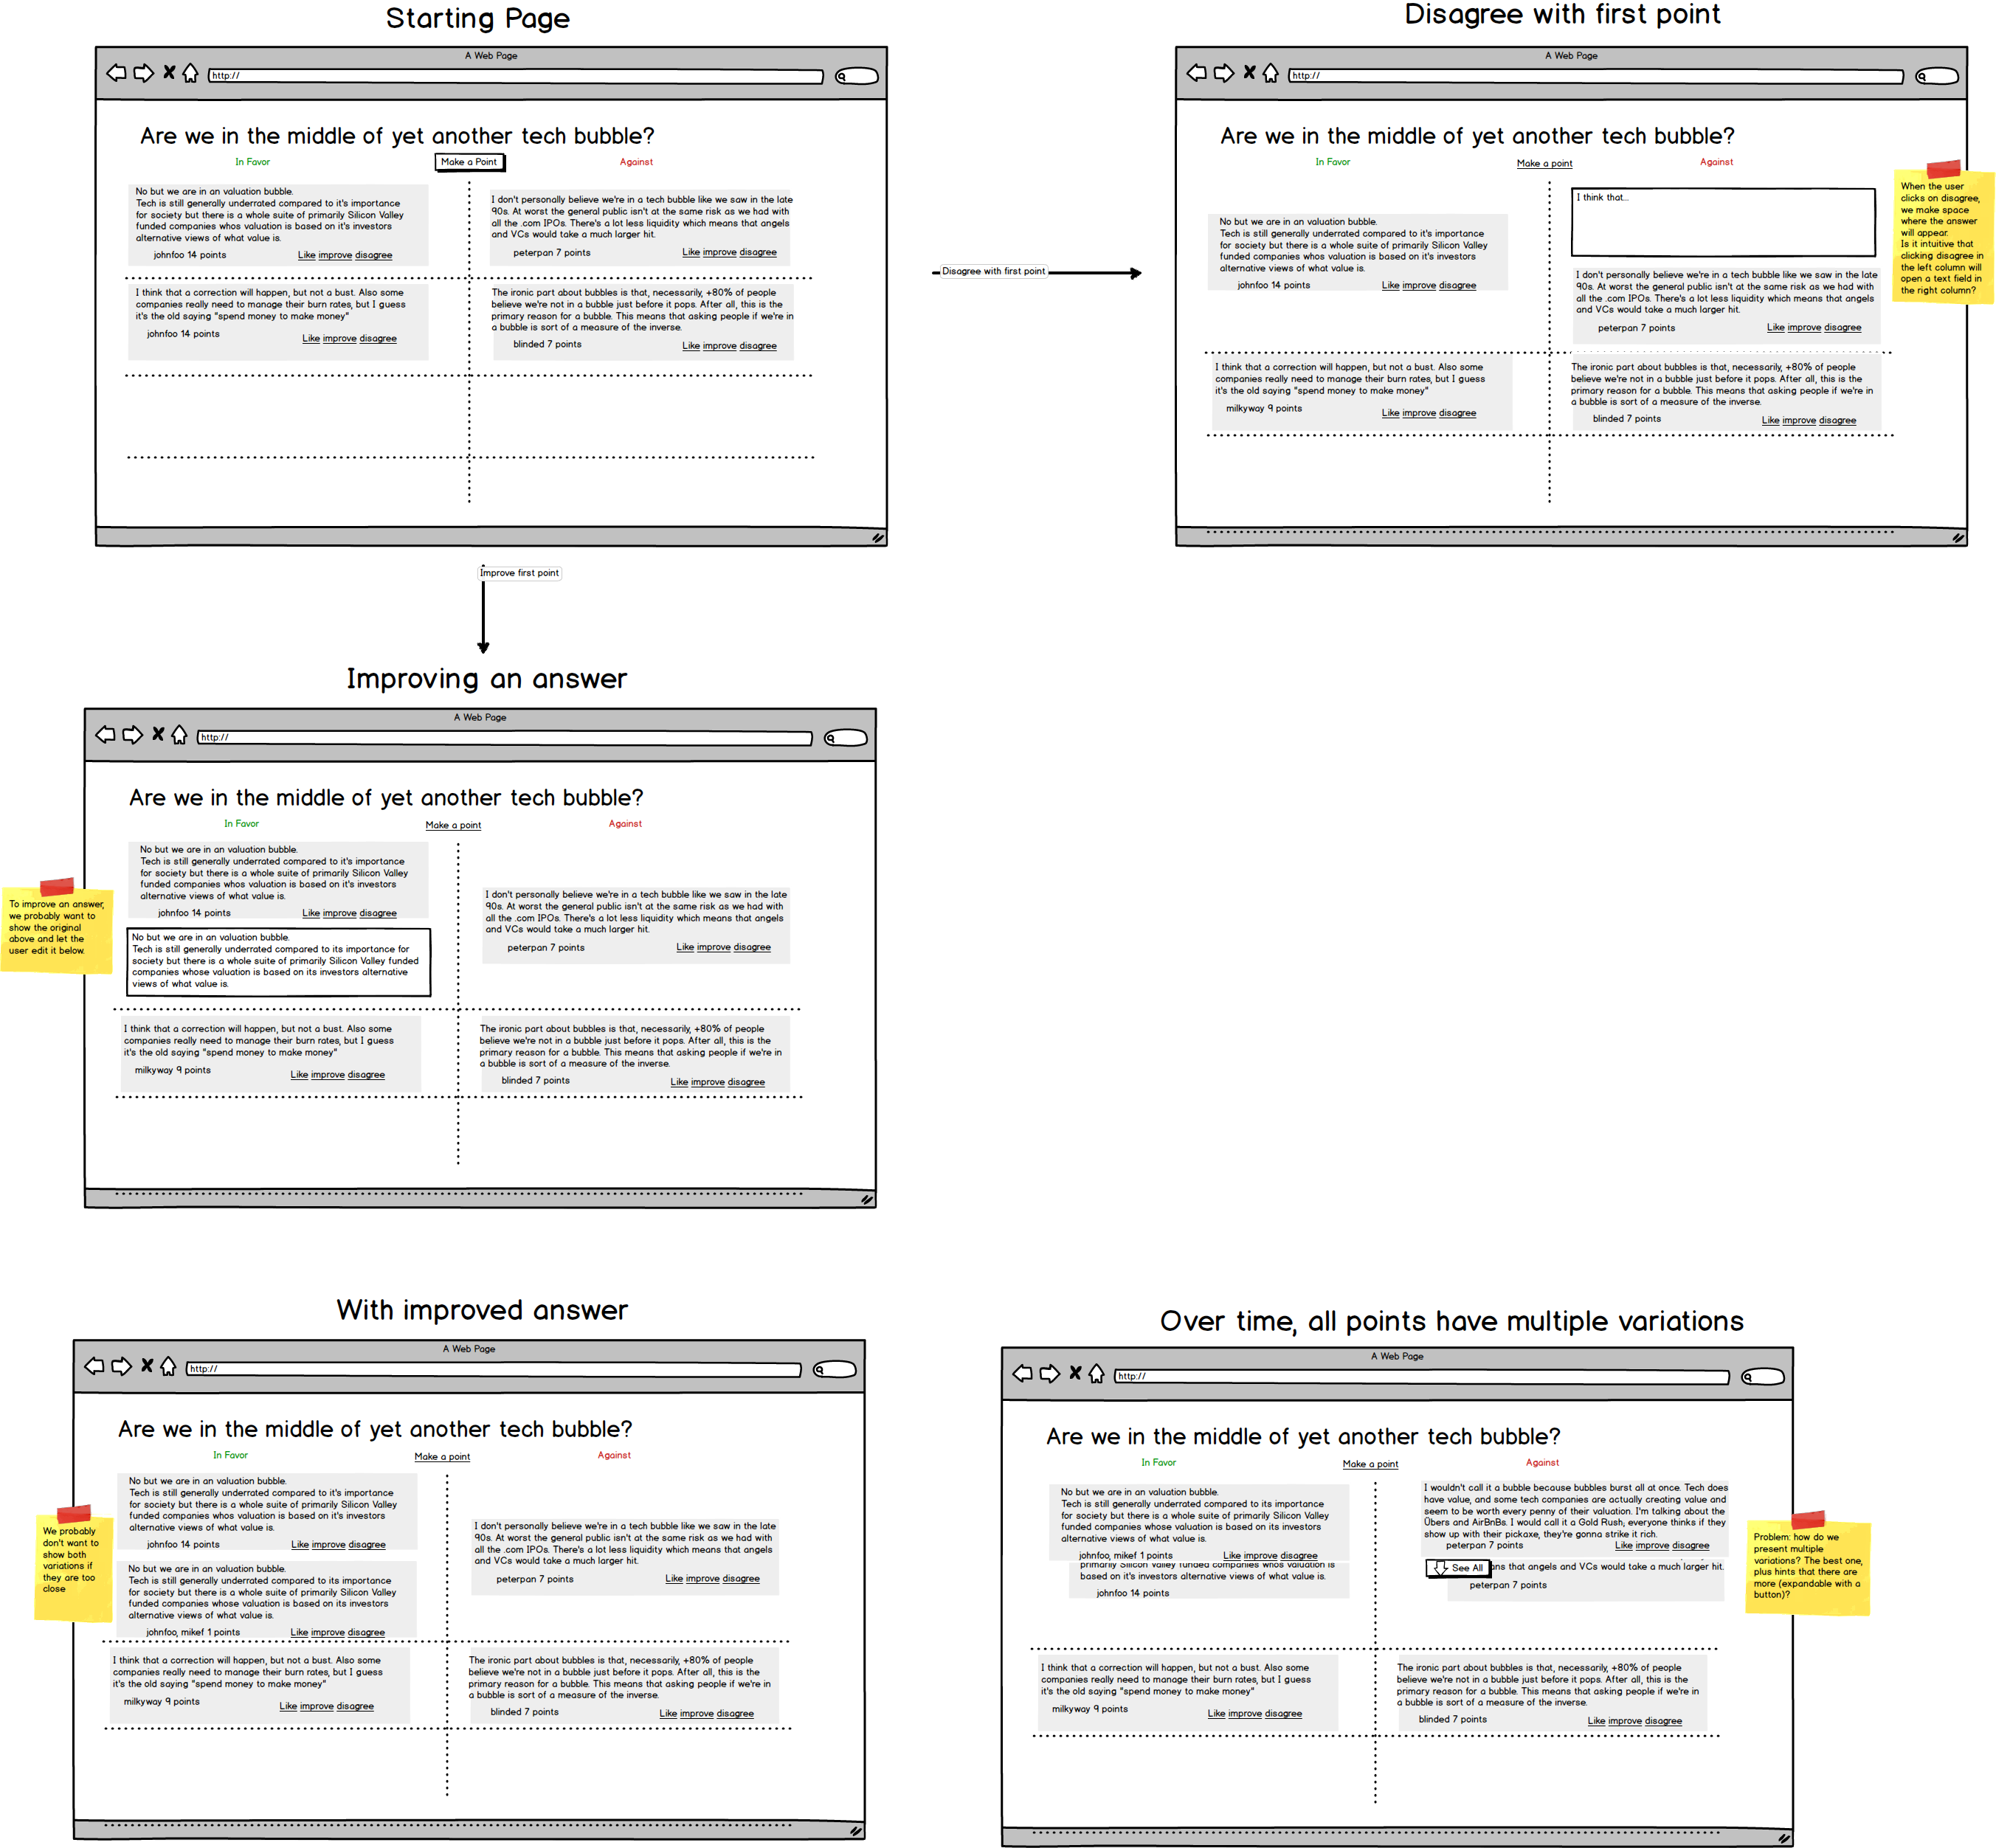 Starting Page
A Web Page
http://
Are we in the middle of yet another tech bubble?
In Favor
Make a Point
Against
No but we are in an valuation bubble.
Tech is still generally underrated compared to it's importance
for society but there is a whole suite of primarily Silicon Valley
funded companies whos valuation is based on it's investors
alternative views of what value is.
johnfoo 14 points
Like improve disagree
I don't personally believe we're in a tech bubble like we saw in the late
90s. At worst the general public isn't at the same risk as we had with
all the .com IPOs. There's a lot less liquidity which means that angels
and VCs would take a much larger hit.
peterpan 7 points
Like improve disagree
I think that a correction will happen, but not a bust. Also some
companies really need to manage their burn rates, but I guess
it's the old saying "spend money to make money"
johnfoo 14 points
Like improve disagree
The ironic part about bubbles is that, necessarily, +80% of people
believe we're not in a bubble just before it pops. After all, this is the
primary reason for a bubble. This means that asking people if we're in
a bubble is sort of a measure of the inverse.
blinded 7 points
Like improve disagree
Disagree with first point
Disagree with first point
A Web Page
http://
Are we in the middle of yet another tech bubble?
In Favor
Make a point
Against
No but we are in an valuation bubble.
Tech is still generally underrated compared to it's importance
for society but there is a whole suite of primarily Silicon Valley
funded companies whos valuation is based on it's investors
alternative views of what value is.
johnfoo 14 points
Like improve disagree
I think that...
I don't personally believe we're in a tech bubble like we saw in the late
90s. At worst the general public isn't at the same risk as we had with
all the .com IPOs. There's a lot less liquidity which means that angels
and VCs would take a much larger hit.
peterpan 7 points
Like improve disagree
I think that a correction will happen, but not a bust. Also some
companies really need to manage their burn rates, but I guess
it's the old saying "spend money to make money"
milkyway 9 points
Like improve disagree
The ironic part about bubbles is that, necessarily, +80% of people
believe we're not in a bubble just before it pops. After all, this is the
primary reason for a bubble. This means that asking people if we're in
a bubble is sort of a measure of the inverse.
blinded 7 points
Like improve disagree
When the user
clicks on disagree,
we make space
where the answer
will appear.
Is it intuitive that
clicking disagree in
the left column will
open a text field in
the right column?
Improve first point
Improving an answer
A Web Page
http://
Are we in the middle of yet another tech bubble?
In Favor
Make a point
Against
No but we are in an valuation bubble.
Tech is still generally underrated compared to it's importance
for society but there is a whole suite of primarily Silicon Valley
funded companies whos valuation is based on it's investors
alternative views of what value is.
johnfoo 14 points
Like improve disagree
No but we are in an valuation bubble.
Tech is still generally underrated compared to its importance for
society but there is a whole suite of primarily Silicon Valley funded
companies whose valuation is based on its investors alternative
views of what value is.
I don't personally believe we're in a tech bubble like we saw in the late
90s. At worst the general public isn't at the same risk as we had with
all the .com IPOs. There's a lot less liquidity which means that angels
and VCs would take a much larger hit.
peterpan 7 points
Like improve disagree
I think that a correction will happen, but not a bust. Also some
companies really need to manage their burn rates, but I guess
it's the old saying "spend money to make money"
milkyway 9 points
Like improve disagree
The ironic part about bubbles is that, necessarily, +80% of people
believe we're not in a bubble just before it pops. After all, this is the
primary reason for a bubble. This means that asking people if we're in
a bubble is sort of a measure of the inverse.
blinded 7 points
Like improve disagree
To improve an answer,
we probably want to
show the original
above and let the
user edit it below.
With improved answer
A Web Page
http://
Are we in the middle of yet another tech bubble?
In Favor
Make a point
Against
No but we are in an valuation bubble.
Tech is still generally underrated compared to it's importance
for society but there is a whole suite of primarily Silicon Valley
funded companies whos valuation is based on it's investors
alternative views of what value is.
johnfoo 14 points
Like improve disagree
No but we are in an valuation bubble.
Tech is still generally underrated compared to its importance
for society but there is a whole suite of primarily Silicon Valley
funded companies whose valuation is based on its investors
alternative views of what value is.
johnfoo, mikef 1 points
Like improve disagree
I don't personally believe we're in a tech bubble like we saw in the late
90s. At worst the general public isn't at the same risk as we had with
all the .com IPOs. There's a lot less liquidity which means that angels
and VCs would take a much larger hit.
peterpan 7 points
Like improve disagree
I think that a correction will happen, but not a bust. Also some
companies really need to manage their burn rates, but I guess
it's the old saying "spend money to make money"
milkyway 9 points
Like improve disagree
The ironic part about bubbles is that, necessarily, +80% of people
believe we're not in a bubble just before it pops. After all, this is the
primary reason for a bubble. This means that asking people if we're in
a bubble is sort of a measure of the inverse.
blinded 7 points
Like improve disagree
We probably
don't want to
show both
variations if
they are too
close
Over time, all points have multiple variations
A Web Page
http://
Are we in the middle of yet another tech bubble?
In Favor
Make a point
Against
No but we are in an valuation bubble.
Tech is still generally underrated compared to its importance
for society but there is a whole suite of primarily Silicon Valley
funded companies whose valuation is based on its investors
alternative views of what value is.
johnfoo, mikef 1 points
Like improve disagree
primarily Silicon Valley funded companies whos valuation is
based on it's investors alternative views of what value is.
johnfoo 14 points
I wouldn't call it a bubble because bubbles burst all at once. Tech does
have value, and some tech companies are actually creating value and
seem to be worth every penny of their valuation. I'm talking about the
Übers and AirBnBs. I would call it a Gold Rush; everyone thinks if they
show up with their pickaxe, they're gonna strike it rich.
peterpan 7 points
Like improve disagree
See All
ans that angels and VCs would take a much larger hit.
peterpan 7 points
I think that a correction will happen, but not a bust. Also some
companies really need to manage their burn rates, but I guess
it's the old saying "spend money to make money"
milkyway 9 points
Like improve disagree
The ironic part about bubbles is that, necessarily, +80% of people
believe we're not in a bubble just before it pops. After all, this is the
primary reason for a bubble. This means that asking people if we're in
a bubble is sort of a measure of the inverse.
blinded 7 points
Like improve disagree
Problem: how do we
present multiple
variations? The best one,
plus hints that there are
more (expandable with a
button)?